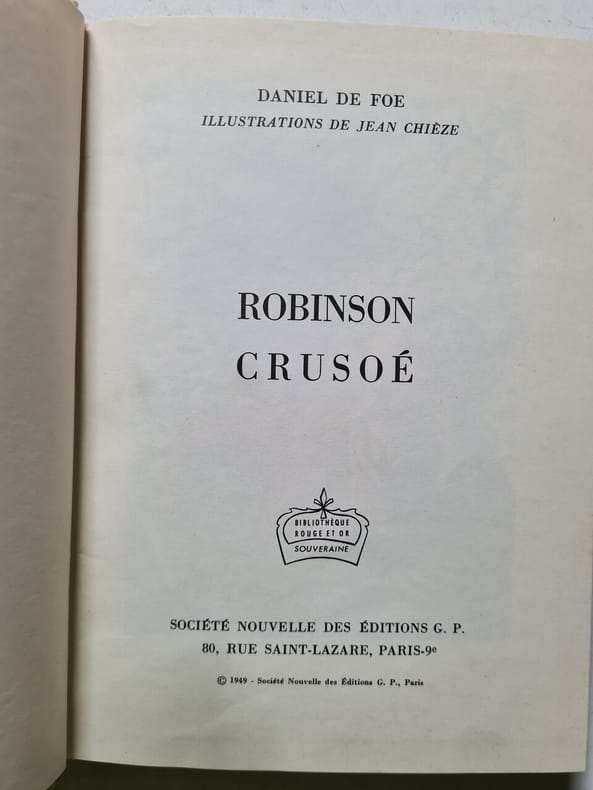 DANIEL DE FOE
ILLUSTRATIONS DE JEAN CHIÈZE
ROBINSON
CRUSOÉ
BIBLIOTHÈQUE
ROUGE ET OR
SOUVERAINE
SOCIÉTÉ NOUVELLE DES ÉDITIONS G. P.
80, RUE SAINT-LAZARE, PARIS-9e
© 1949 - Société Nouvelle des Éditions G. P., Paris